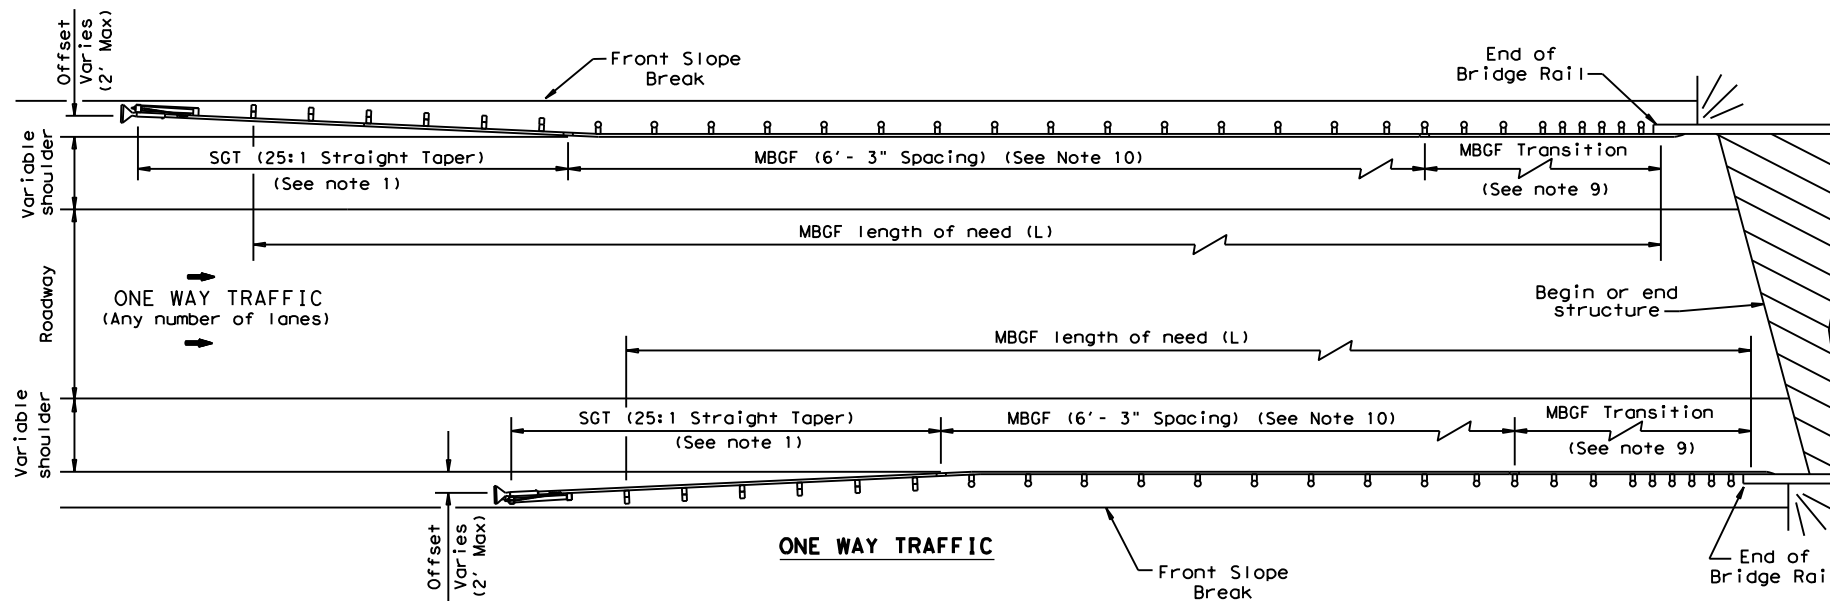 Offset
Varies
(2' Max)
Front Slope
Break
End of
Bridge Rail
Variable
shoulder
SGT (25:1 Straight Taper)
(See note 1)
MBGF (6'- 3" Spacing) (See Note 10)
MBGF Transition
(See note 9)
MBGF length of need (L)
Roadway
ONE WAY TRAFFIC
(Any number of lanes)
Begin or end
structure
MBGF length of need (L)
Variable
shoulder
SGT (25:1 Straight Taper)
(See note 1)
MBGF (6'- 3" Spacing) (See Note 10)
MBGF Transition
(See note 9)
Offset
Varies
(2' Max)
ONE WAY TRAFFIC
Front Slope
Break
End of
Bridge Rai